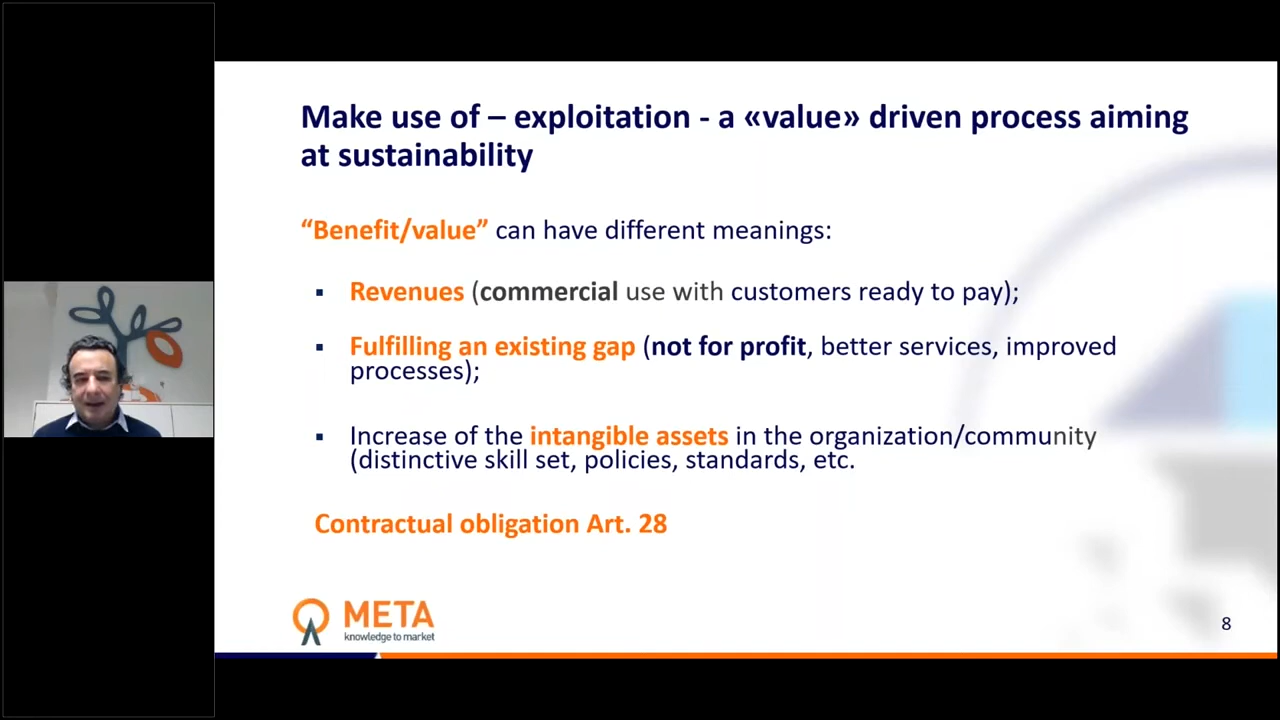 Make use of – exploitation - a «value» driven process aiming
at sustainability
“Benefit/value” can have different meanings:
▪ Revenues (commercial use with customers ready to pay);
▪ Fulfilling an existing gap (not for profit, better services, improved
processes);
▪ Increase of the intangible assets in the organization/community
(distinctive skill set, policies, standards, etc.
Contractual obligation Art. 28
META
knowledge to market
8